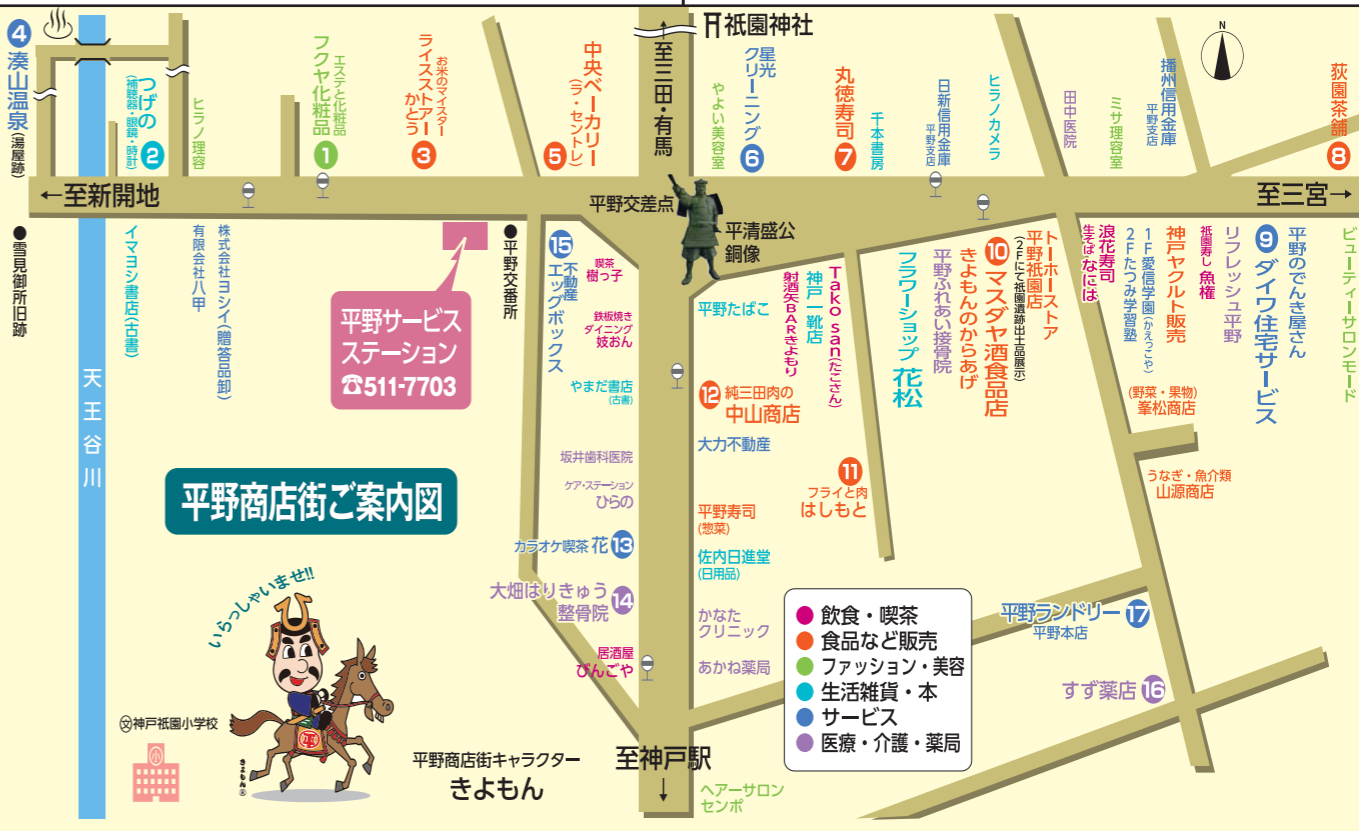 平野商店街ご案内図
4
湊山温泉(湯屋跡)
つげの
(補聴器・眼鏡・時計)
2
ヒラノ理容
エステと化粧品
フクヤ化粧品
1
お米のマイスター
ライスストアー
かとう
3
中央ベーカリー
(ラ・セントレ)
5
↑至三田・有馬
祇園神社
やよい美容室
星光
クリーニング
6
丸徳寿司
7
千本書房
日新信用金庫
平野支店
ヒラノカメラ
田中医院
ミサ理容室
播州信用金庫
平野支店
N
荻園茶舗
8
←至新開地
平野交差点
至三宮→
平清盛公
銅像
●雪見御所旧跡
天王谷川
イマヨシ書店(古書)
有限会社八甲
株式会社ヨシイ(贈答品卸)
平野サービス
ステーション
☎511-7703
●平野交番所
15
不動産
エッグボックス
喫茶
樹っ子
鉄板焼き
ダイニング
妓おん
やまだ書店
(古書)
坂井歯科医院
ケア・ステーション
ひらの
カラオケ喫茶 花 13
大畑はりきゅう
整骨院
14
居酒屋
びんごや
平野たばこ
射酒矢BARきよもり
神戸一靴店
Tako san(たこさん)
12
純三田肉の
中山商店
大力不動産
平野寿司
(惣菜)
佐内日進堂
(日用品)
かなた
クリニック
あかね薬局
11
フライと肉
はしもと
フラワーショップ 花松
平野ふれあい接骨院
きよもんのからあげ
10
マスダヤ酒食品店
(2Fにて祇園遺跡出土品展示)
平野祇園店
トーホーストア
生そば なには
浪花寿司
2Fたつみ学習塾
1F愛信学園(かえっこや)
神戸ヤクルト販売
祇園寿し 魚権
リフレッシュ平野
9
ダイワ住宅サービス
平野のでんき屋さん
ビューティーサロンモード
(野菜・果物)
峯松商店
うなぎ・魚介類
山源商店
平野ランドリー 17
平野本店
すず薬店 16
● 飲食・喫茶
● 食品など販売
● ファッション・美容
● 生活雑貨・本
● サービス
● 医療・介護・薬局
いらっしゃいませ!!
平
きよもん
文神戸祇園小学校
小
平野商店街キャラクター
きよもん
至神戸駅
↓
ヘアーサロン
センポ